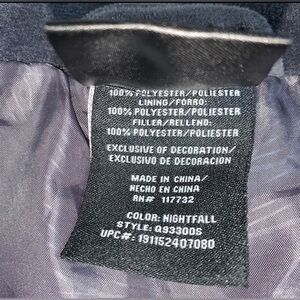 100% POLYESTER/POLIESTER
LINING/FORRO:
100% POLYESTER/POLIESTER
FILLER/RELLENO:
100% POLYESTER/POLIESTER
EXCLUSIVE OF DECORATION/
EXCLUSIVO DE DECORACION
MADE IN CHINA/
HECHO EN CHINA
RN# 117732
COLOR: NIGHTFALL
STYLE: Q93300S
UPC#: 191152407080